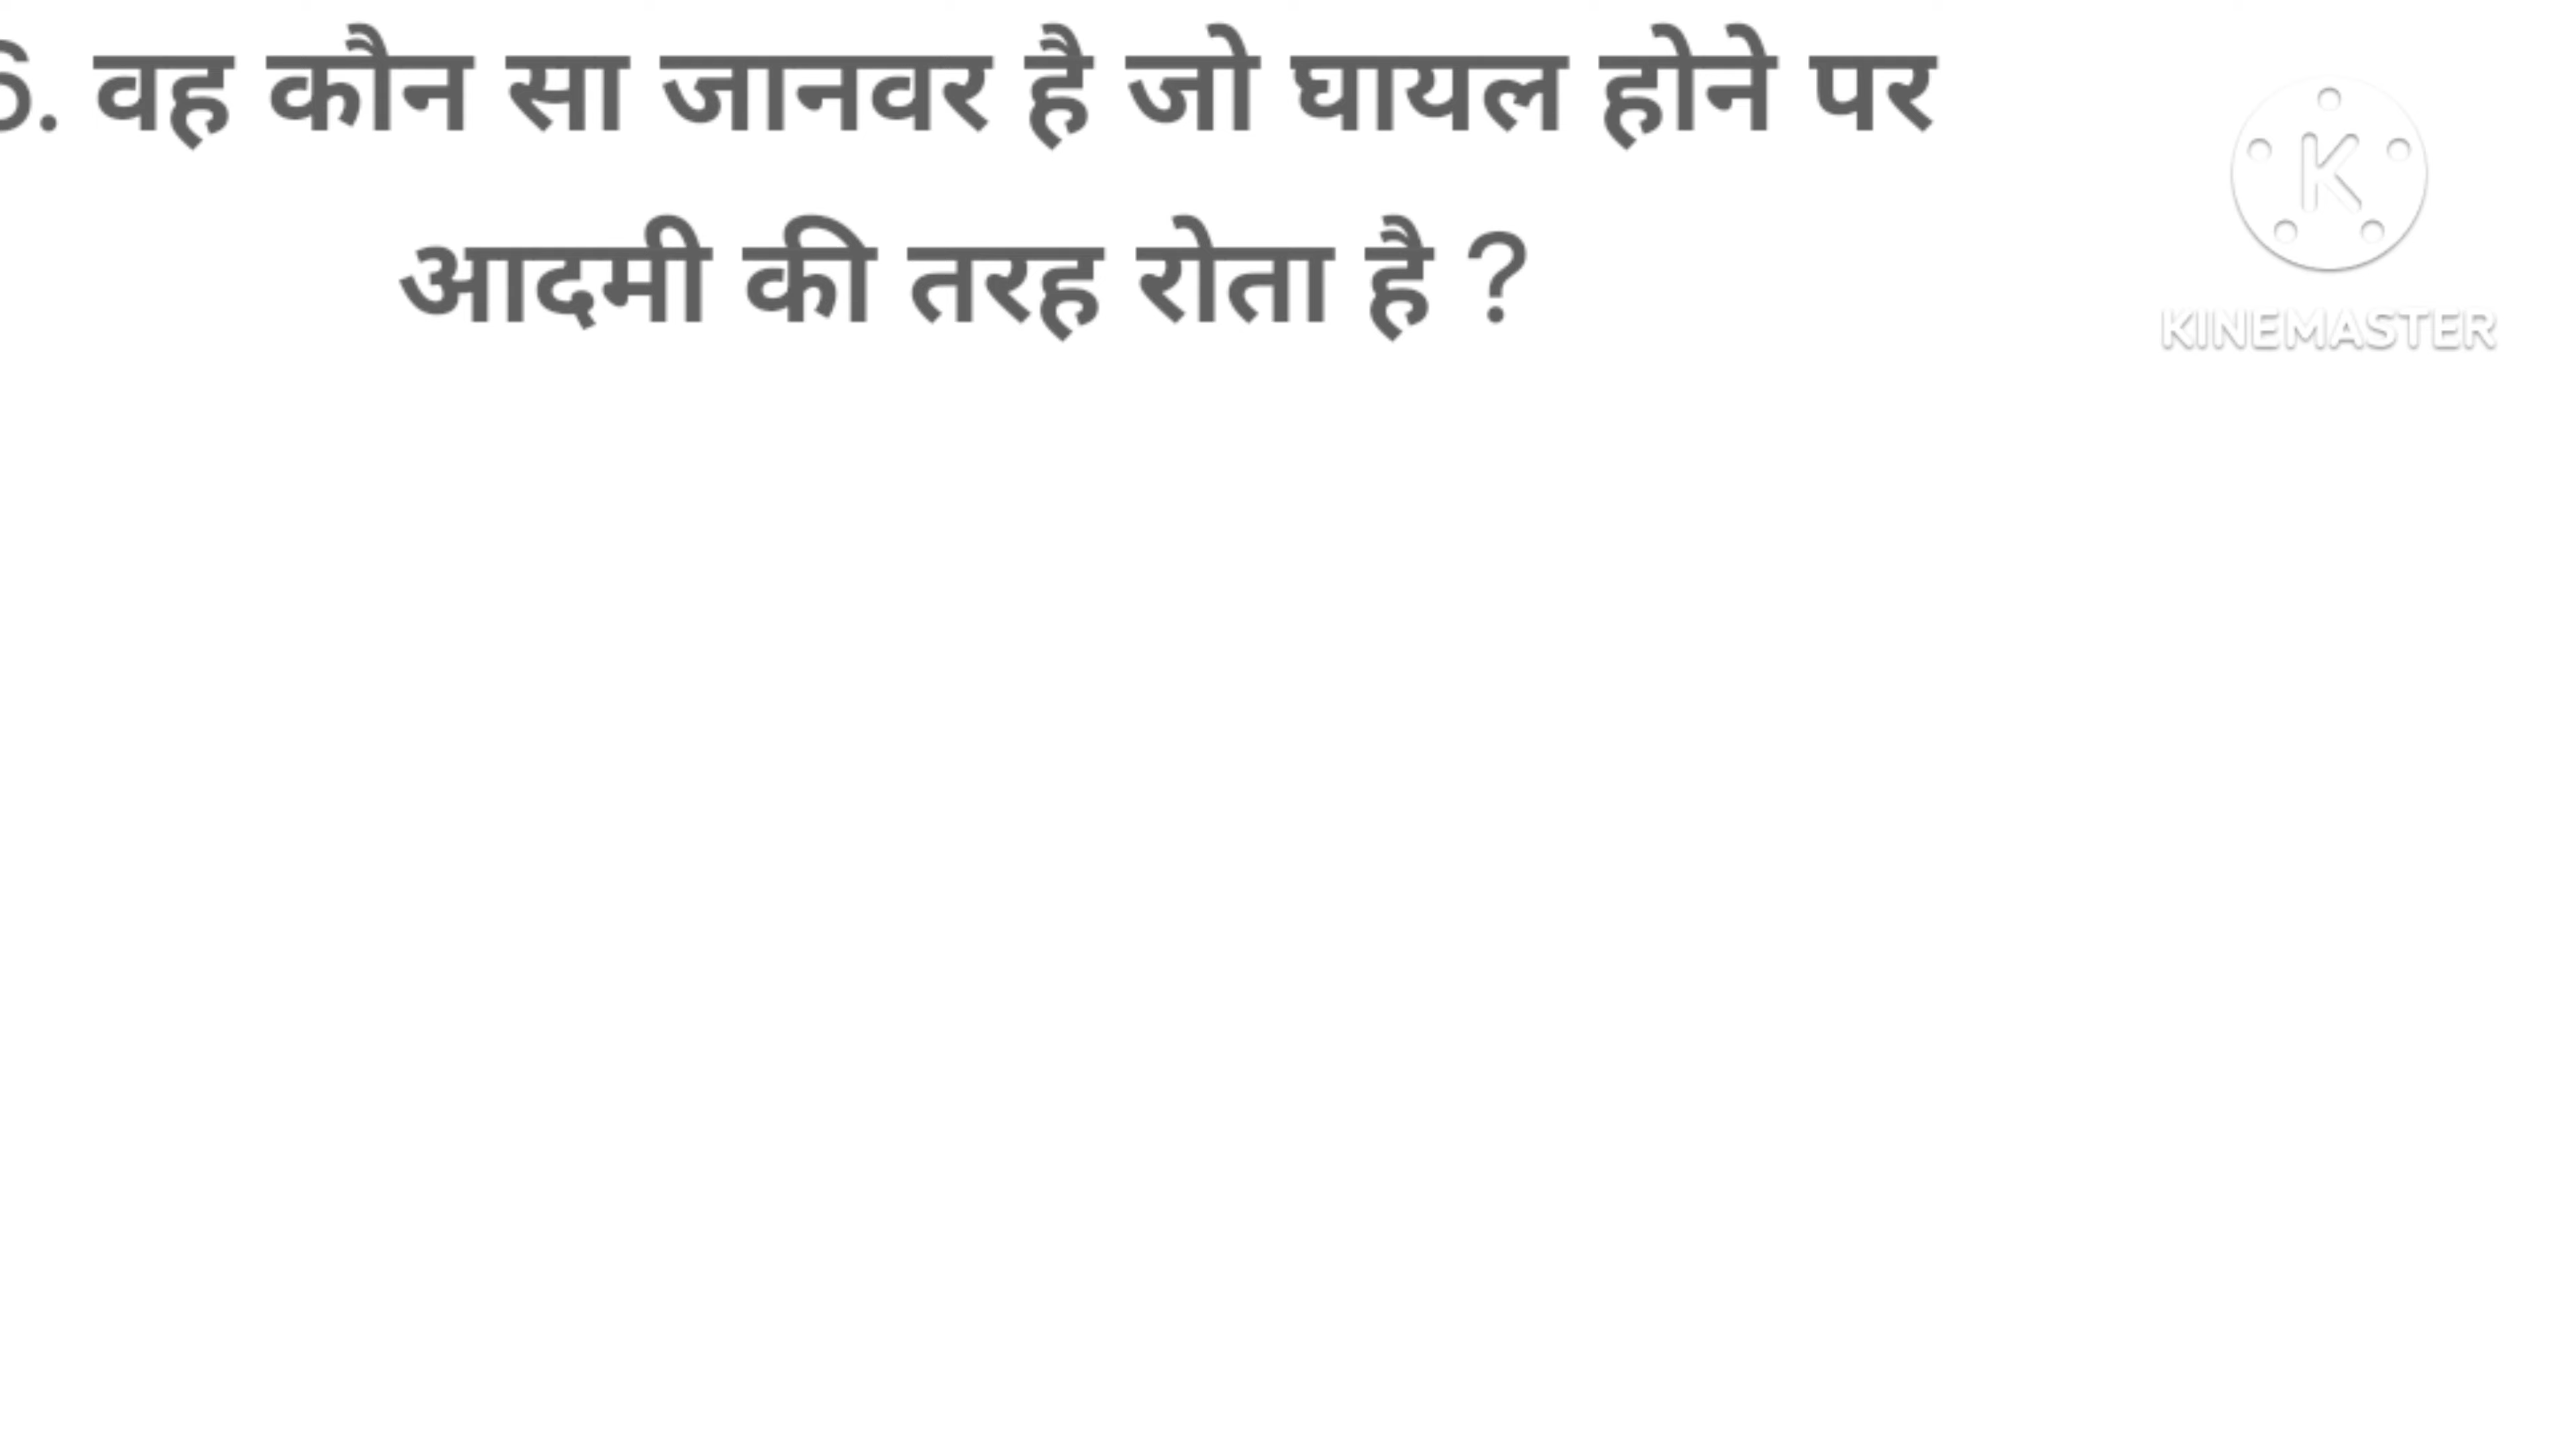 6. वह कौन सा जानवर है जो घायल होने पर
आदमी की तरह रोता है ?
K
KINEMASTER